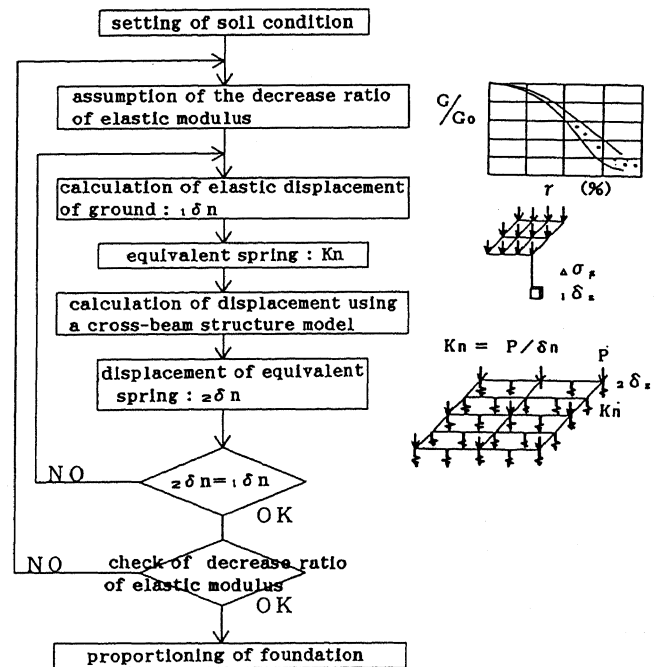 setting of soil condition
assumption of the decrease ratio
of elastic modulus
calculation of elastic displacement
of ground : ₁δn
equivalent spring : Kn
calculation of displacement using
a cross-beam structure model
displacement of equivalent
spring : ₂δn
₂δn=₁δn
NO
OK
check of decrease ratio
of elastic modulus
NO
OK
proportioning of foundation
G/Go
r (%)
₁δz
Kn = P/δn
P
₂δz
Kn